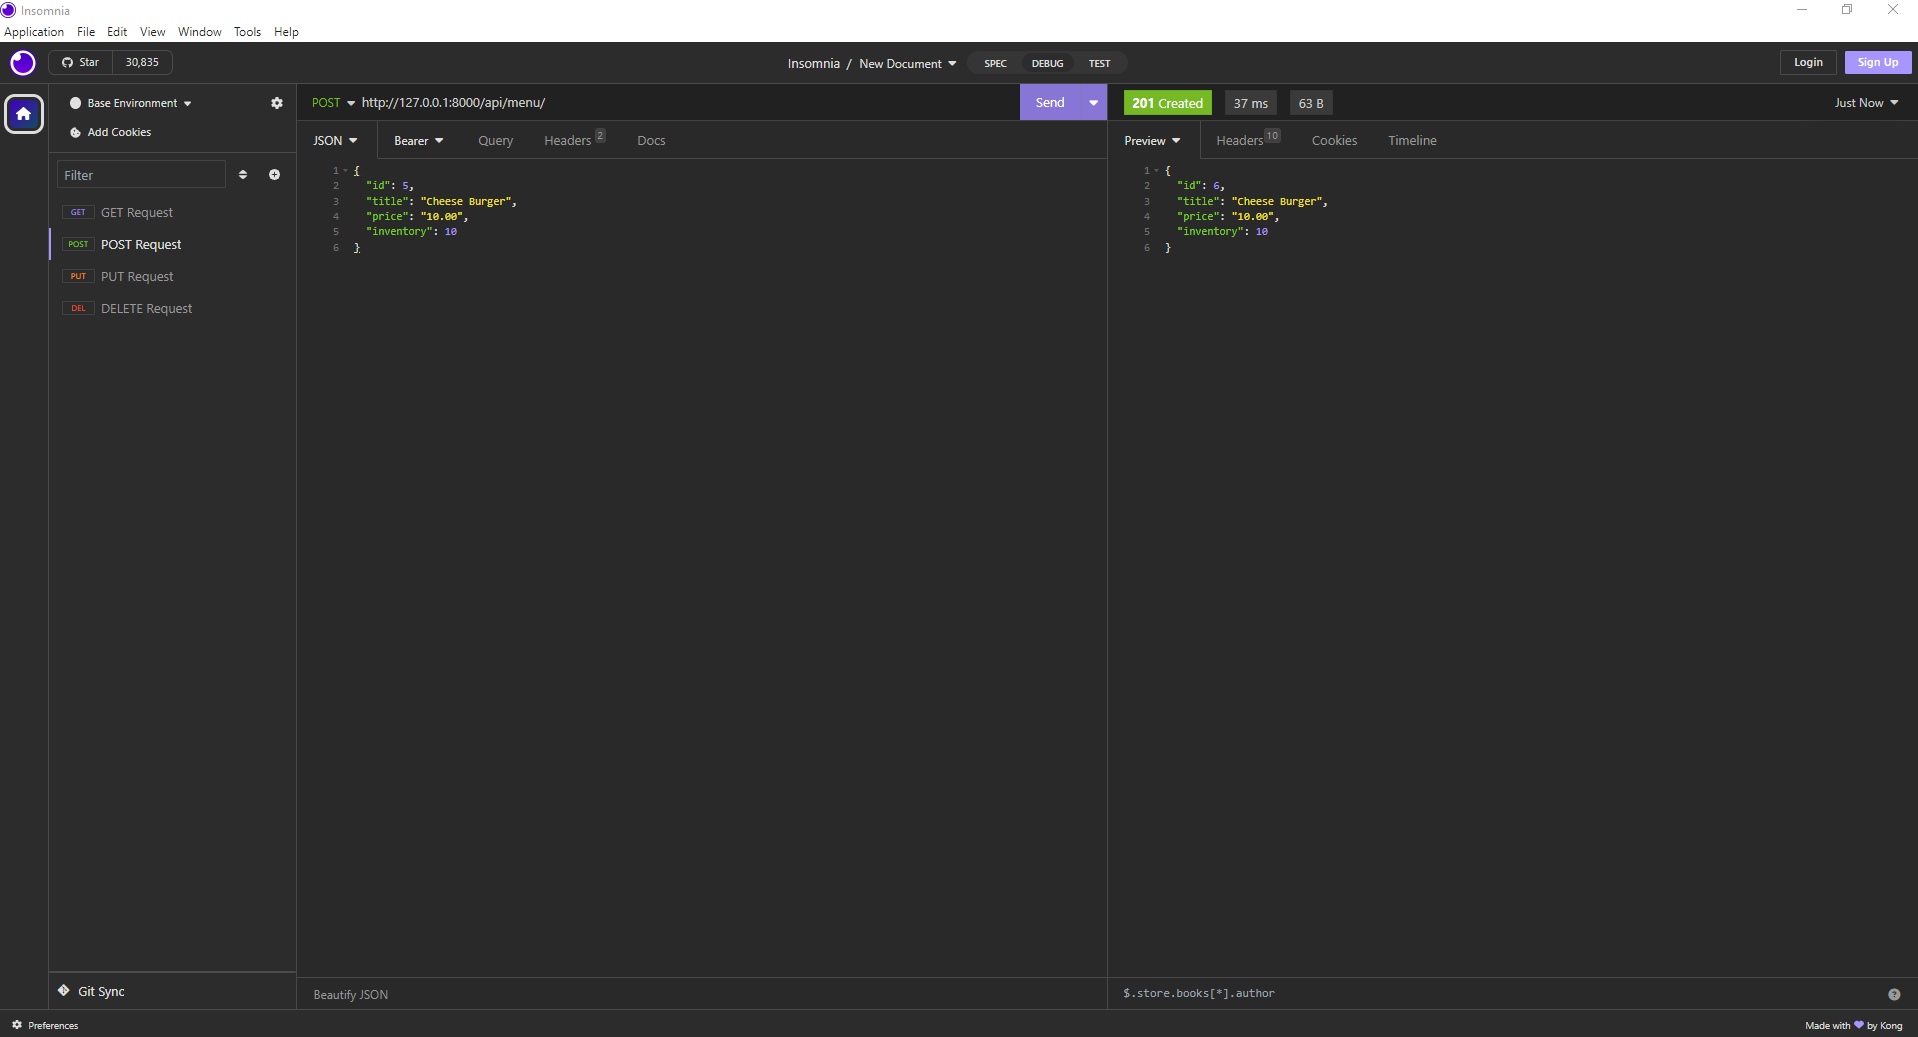 Insomnia
Application File Edit View Window Tools Help
Star 30,835
Insomnia / New Document SPEC DEBUG TEST
Login Sign Up
Base Environment
Add Cookies
Filter
GET GET Request
POST POST Request
PUT PUT Request
DEL DELETE Request
Git Sync
POST http://127.0.0.1:8000/api/menu/ Send
JSON Bearer Query Headers 2 Docs
1 {
2 "id": 5,
3 "title": "Cheese Burger",
4 "price": "10.00",
5 "inventory": 10
6 }
Beautify JSON
201 Created 37 ms 63 B Just Now
Preview Headers 10 Cookies Timeline
1 {
2 "id": 6,
3 "title": "Cheese Burger",
4 "price": "10.00",
5 "inventory": 10
6 }
$.store.books[*].author
Preferences
Made with 💜 by Kong